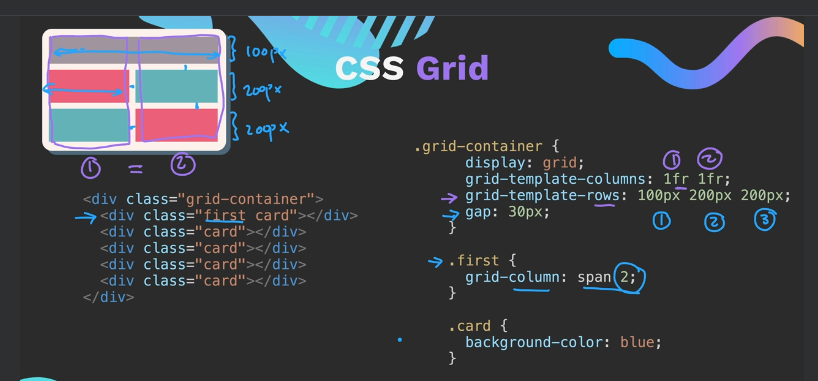 100px
CSS Grid
200px
200px
① = ②
<div class="grid-container">
<div class="first card"></div>
<div class="card"></div>
<div class="card"></div>
<div class="card"></div>
<div class="card"></div>
</div>
.grid-container {
display: grid;
① ②
grid-template-columns: 1fr 1fr;
grid-template-rows: 100px 200px 200px;
gap: 30px;
① ② ③
}
.first {
grid-column: span 2;
}
.card {
background-color: blue;
}